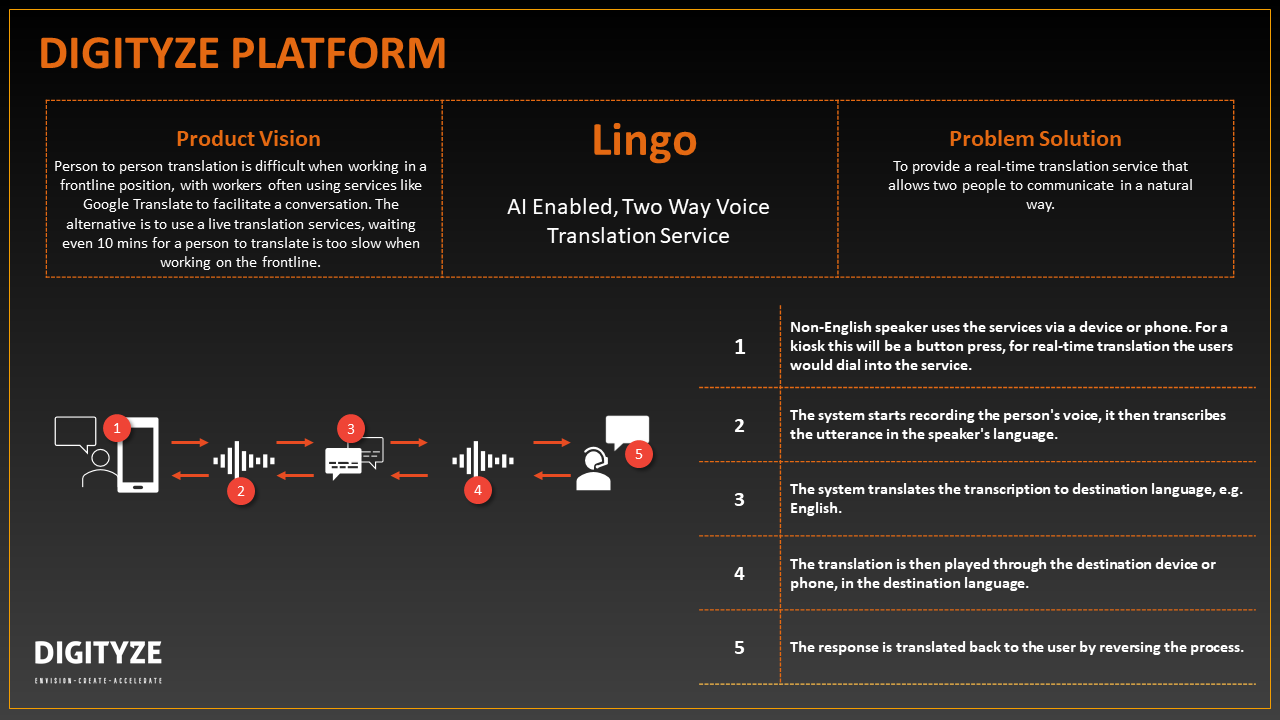 DIGITYZE PLATFORM
Product Vision
Person to person translation is difficult when working in a
frontline position, with workers often using services like
Google Translate to facilitate a conversation. The
alternative is to use a live translation services, waiting
even 10 mins for a person to translate is too slow when
working on the frontline.
Lingo
AI Enabled, Two Way Voice
Translation Service
Problem Solution
To provide a real-time translation service that
allows two people to communicate in a natural
way.
1
2
3
4
5
1
Non-English speaker uses the services via a device or phone. For a
kiosk this will be a button press, for real-time translation the users
would dial into the service.
2
The system starts recording the person's voice, it then transcribes
the utterance in the speaker's language.
3
The system translates the transcription to destination language, e.g.
English.
4
The translation is then played through the destination device or
phone, in the destination language.
5
The response is translated back to the user by reversing the process.
DIGITYZE
ENVISION-CREATE-ACCELERATE